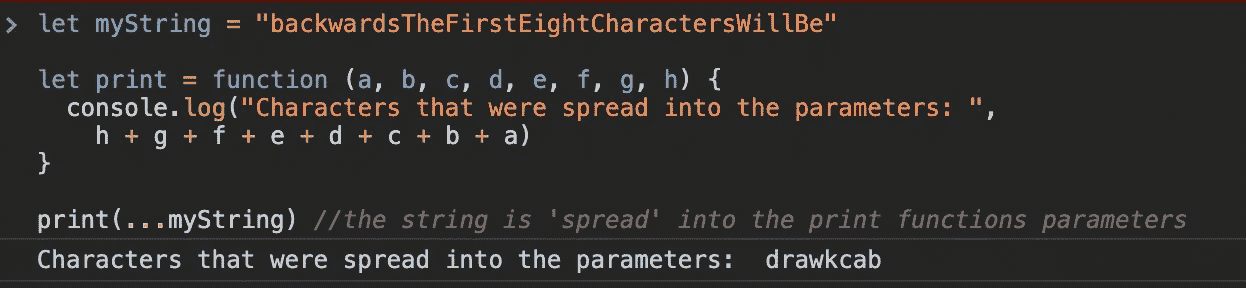 let myString = "backwardsTheFirstEightCharactersWillBe"
let print = function (a, b, c, d, e, f, g, h) {
console.log("Characters that were spread into the parameters: ",
h + g + f + e + d + c + b + a)
}
print(...myString) //the string is 'spread' into the print functions parameters
Characters that were spread into the parameters:  drawkcab